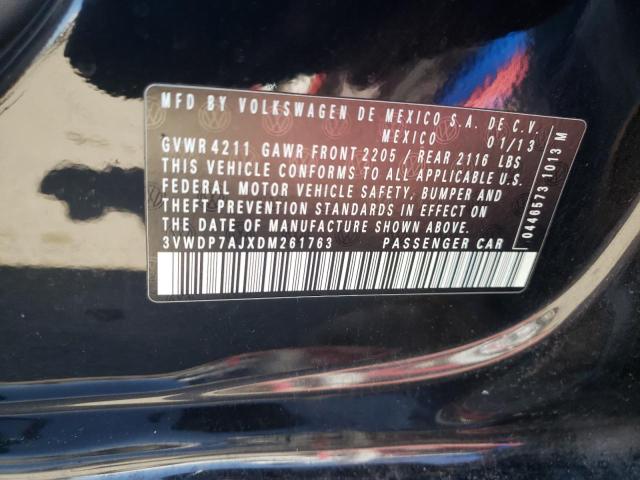 MFD BY VOLKSWAGEN DE MEXICO S.A. DE C.V.
MEXICO 01/13
GVWR 4211 GAWR FRONT 2205 / REAR 2116 LBS
THIS VEHICLE CONFORMS TO ALL APPLICABLE U.S.
FEDERAL MOTOR VEHICLE SAFETY, BUMPER AND
THEFT PREVENTION STANDARDS IN EFFECT ON
THE DATE OF MANUFACTURE SHOWN ABOVE.
3VWDP7AJXDM261763 PASSENGER CAR
0446573 1013 M